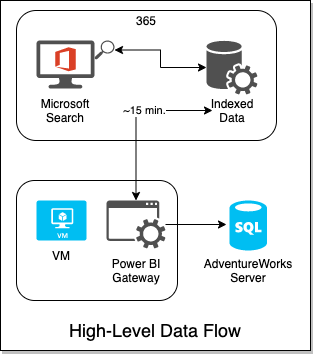 365
Microsoft
Search
Indexed
Data
~15 min.
VM
VM
Power BI
Gateway
SQL
AdventureWorks
Server
High-Level Data Flow